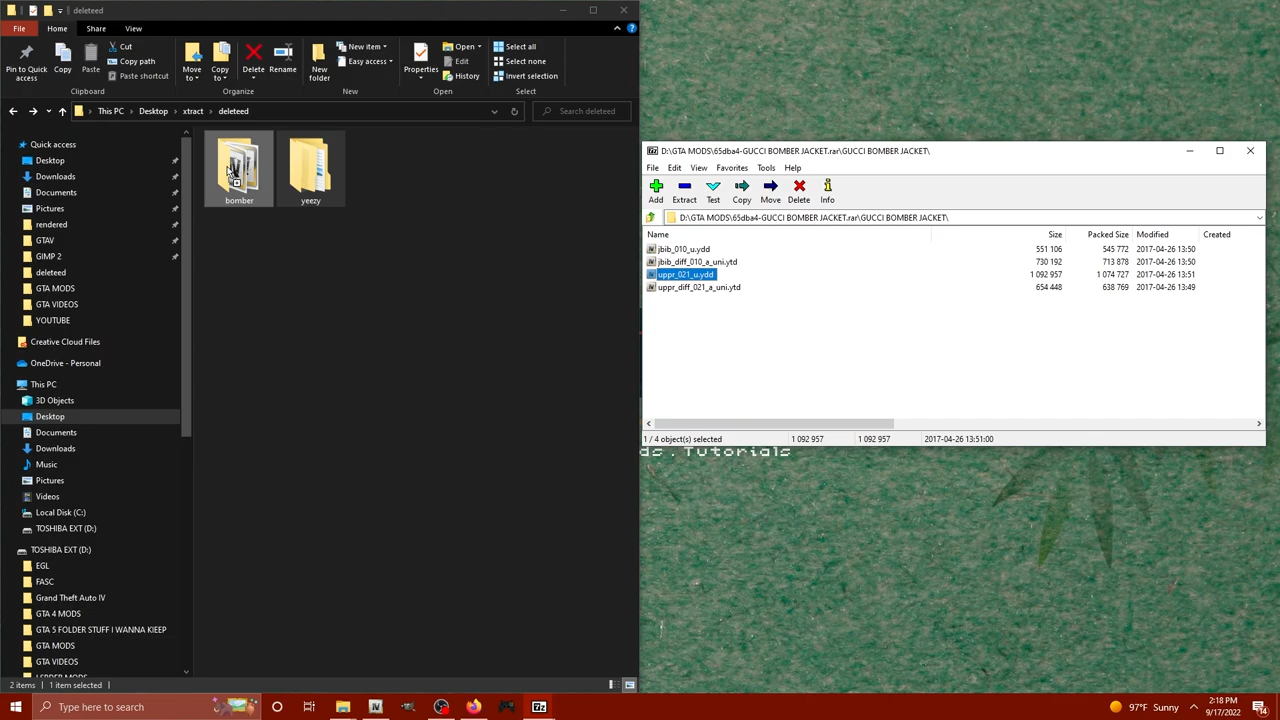 deleteed
File
Home
Share
View
Pin to Quick access
Copy
Paste
Cut
Copy path
Paste shortcut
Clipboard
Move to
Copy to
Delete
Rename
Organize
New folder
New item
Easy access
New
Properties
Open
Edit
History
Open
Select all
Select none
Invert selection
Select
This PC > Desktop > xtract > deleteed
Search deleteed
Quick access
Desktop
Downloads
Documents
Pictures
rendered
GTAV
GIMP 2
deleteed
GTA MODS
GTA VIDEOS
YOUTUBE
Creative Cloud Files
OneDrive - Personal
This PC
3D Objects
Desktop
Documents
Downloads
Music
Pictures
Videos
Local Disk (C:)
TOSHIBA EXT (D:)
TOSHIBA EXT (D:)
EGL
FASC
Grand Theft Auto IV
GTA 4 MODS
GTA 5 FOLDER STUFF I WANNA KIEEP
GTA MODS
GTA VIDEOS
bomber
yeezy
2 items
1 item selected
D:\GTA MODS\65dba4-GUCCI BOMBER JACKET.rar\GUCCI BOMBER JACKET\
File Edit View Favorites Tools Help
Add Extract Test Copy Move Delete Info
D:\GTA MODS\65dba4-GUCCI BOMBER JACKET.rar\GUCCI BOMBER JACKET\
Name Size Packed Size Modified Created
jbib_010_u.ydd 551 106 545 772 2017-04-26 13:50
jbib_diff_010_a_uni.ytd 730 192 713 878 2017-04-26 13:50
uppr_021_u.ydd 1 092 957 1 074 727 2017-04-26 13:51
uppr_diff_021_a_uni.ytd 654 448 638 769 2017-04-26 13:49
1 / 4 object(s) selected 1 092 957 1 092 957 2017-04-26 13:51:00
ds.Tutorials
Type here to search
97°F Sunny
2:18 PM
9/17/2022
14